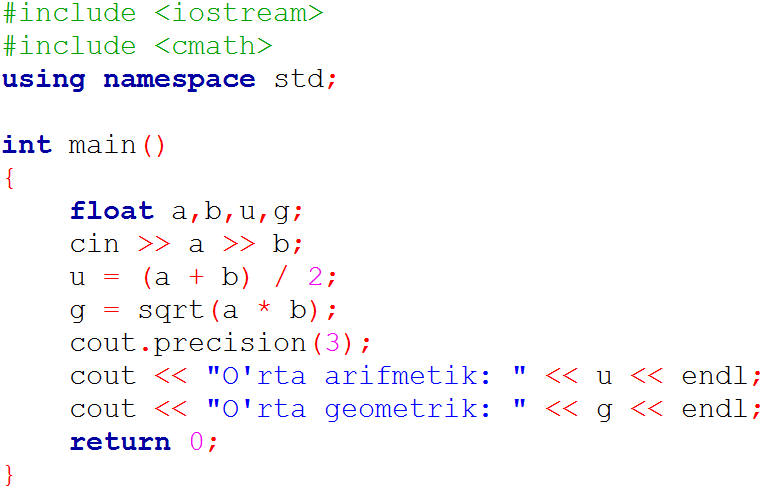 #include <iostream>
#include <cmath>
using namespace std;
int main()
{
float a,b,u,g;
cin >> a >> b;
u = (a + b) / 2;
g = sqrt(a * b);
cout.precision(3);
cout << "O'rta arifmetik: " << u << endl;
cout << "O'rta geometrik: " << g << endl;
return 0;
}